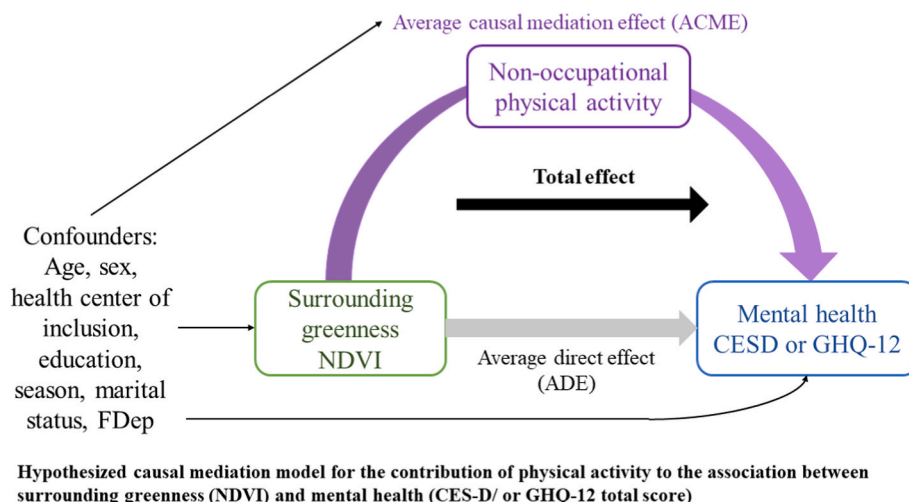 Average causal mediation effect (ACME)
Non-occupational
physical activity
Total effect
Confounders:
Age, sex,
health center of
inclusion,
education,
season, marital
status, FDep
Surrounding
greenness
NDVI
Average direct effect
(ADE)
Mental health
CESD or GHQ-12
Hypothesized causal mediation model for the contribution of physical activity to the association between
surrounding greenness (NDVI) and mental health (CES-D/ or GHQ-12 total score)